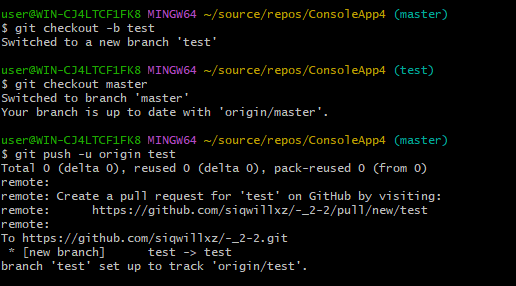 user@WIN-CJ4LTCF1FK8 MINGW64 ~/source/repos/ConsoleApp4 (master)
$ git checkout -b test
Switched to a new branch 'test'
user@WIN-CJ4LTCF1FK8 MINGW64 ~/source/repos/ConsoleApp4 (test)
$ git checkout master
Switched to branch 'master'
Your branch is up to date with 'origin/master'.
user@WIN-CJ4LTCF1FK8 MINGW64 ~/source/repos/ConsoleApp4 (master)
$ git push -u origin test
Total 0 (delta 0), reused 0 (delta 0), pack-reused 0 (from 0)
remote:
remote: Create a pull request for 'test' on GitHub by visiting:
remote:      https://github.com/siqwillxz/-_2-2/pull/new/test
remote:
To https://github.com/siqwillxz/-_2-2.git
 * [new branch]      test -> test
branch 'test' set up to track 'origin/test'.